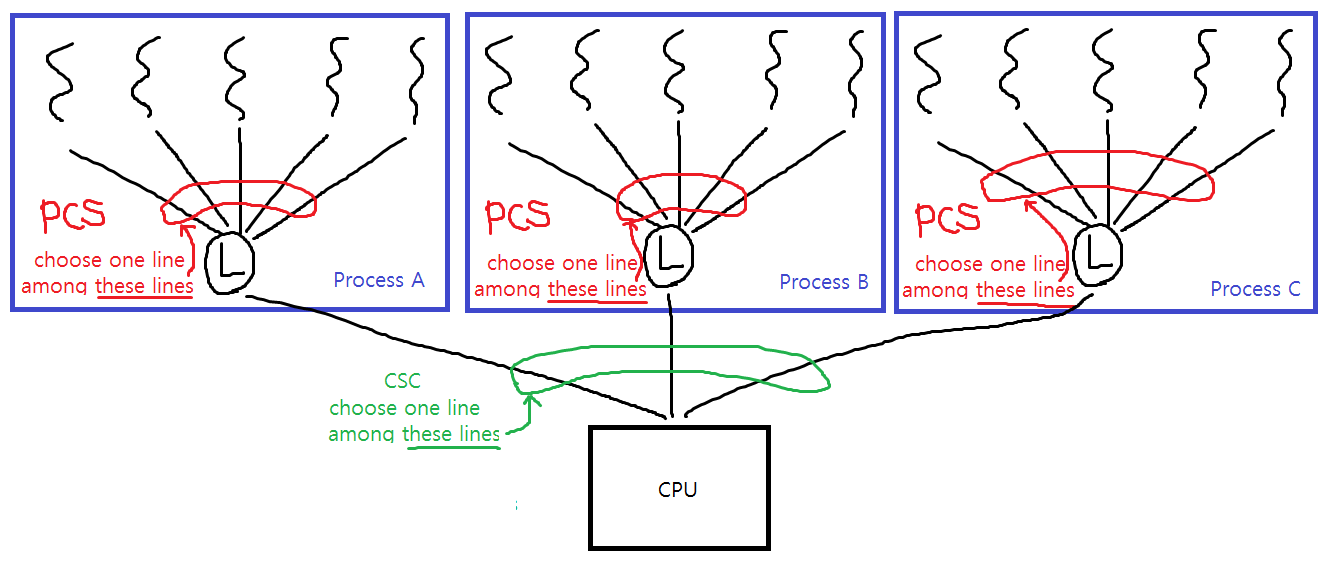 PCS
choose one line
among these lines
L
Process A
PCS
choose one line
among these lines
L
Process B
PCS
choose one line
among these lines
L
Process C
CSC
choose one line
among these lines
CPU